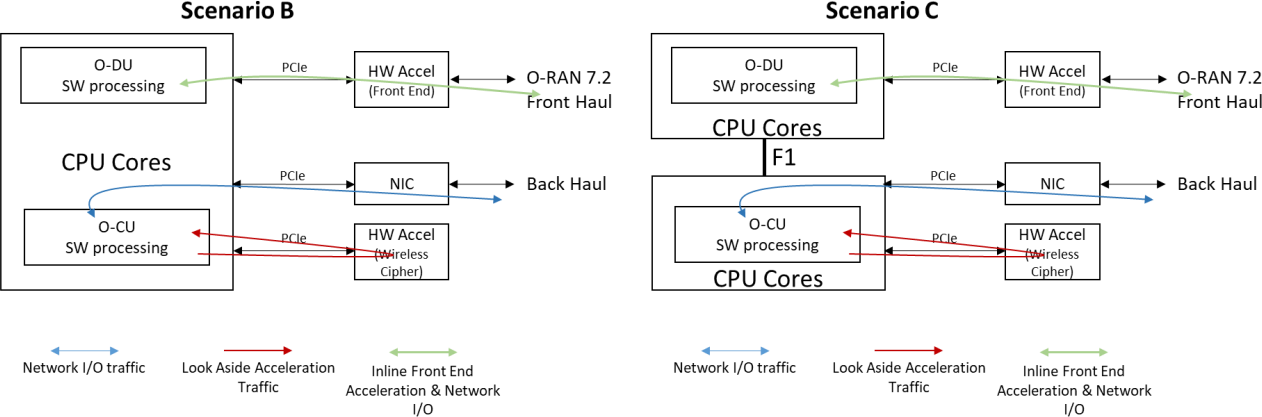 Scenario B
O-DU
SW processing
PCIe
HW Accel
(Front End)
O-RAN 7.2
Front Haul
CPU Cores
PCIe
NIC
Back Haul
O-CU
SW processing
PCIe
HW Accel
(Wireless
Cipher)
Network I/O traffic
Look Aside Acceleration
Traffic
Inline Front End
Acceleration & Network
I/O
Scenario C
O-DU
SW processing
CPU Cores
PCIe
HW Accel
(Front End)
O-RAN 7.2
Front Haul
F1
PCIe
NIC
Back Haul
O-CU
SW processing
CPU Cores
PCIe
HW Accel
(Wireless
Cipher)
Network I/O traffic
Look Aside Acceleration
Traffic
Inline Front End
Acceleration & Network
I/O